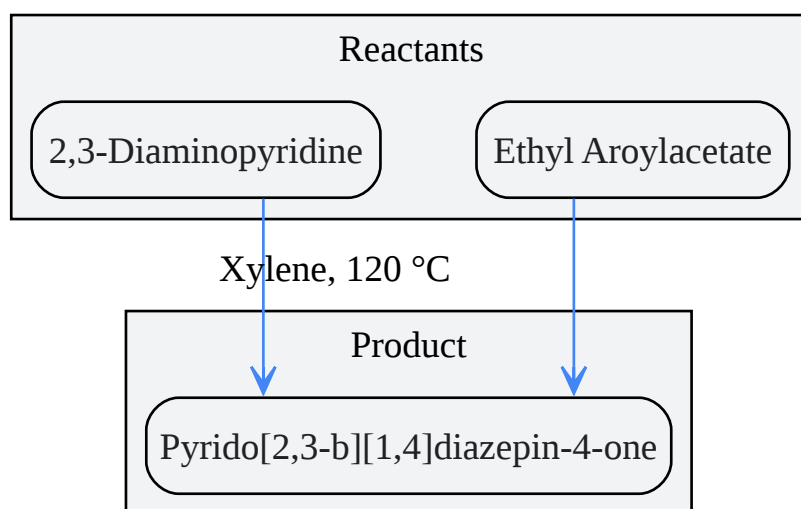 Reactants
2,3-Diaminopyridine
Ethyl Aroylacetate
Xylene, 120 °C
Product
Pyrido[2,3-b][1,4]diazepin-4-one